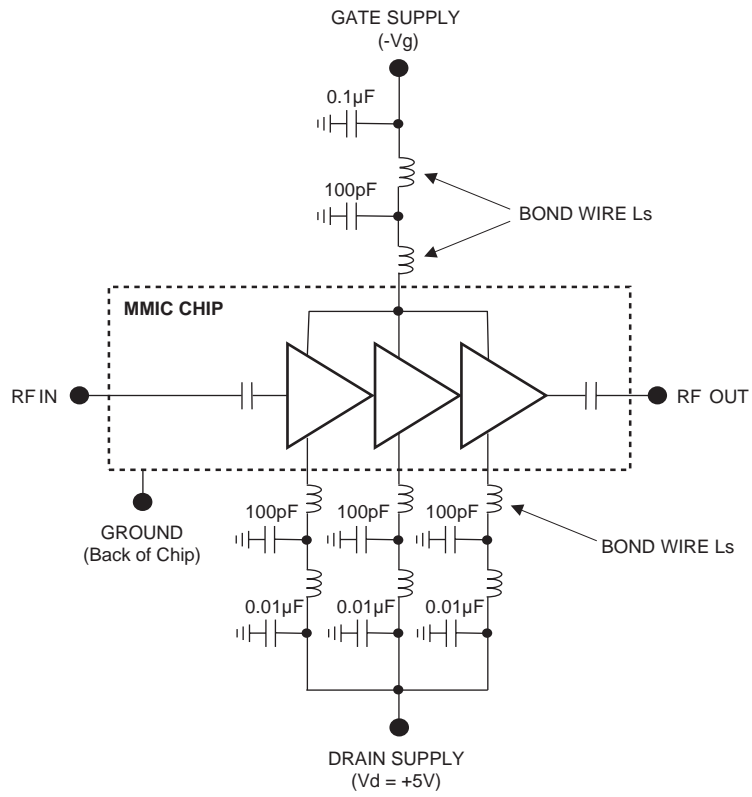 GATE SUPPLY
(-Vg)
0.1µF
100pF
BOND WIRE Ls
MMIC CHIP
RF IN
RF OUT
GROUND
(Back of Chip)
100pF
100pF
100pF
BOND WIRE Ls
0.01µF
0.01µF
0.01µF
DRAIN SUPPLY
(Vd = +5V)